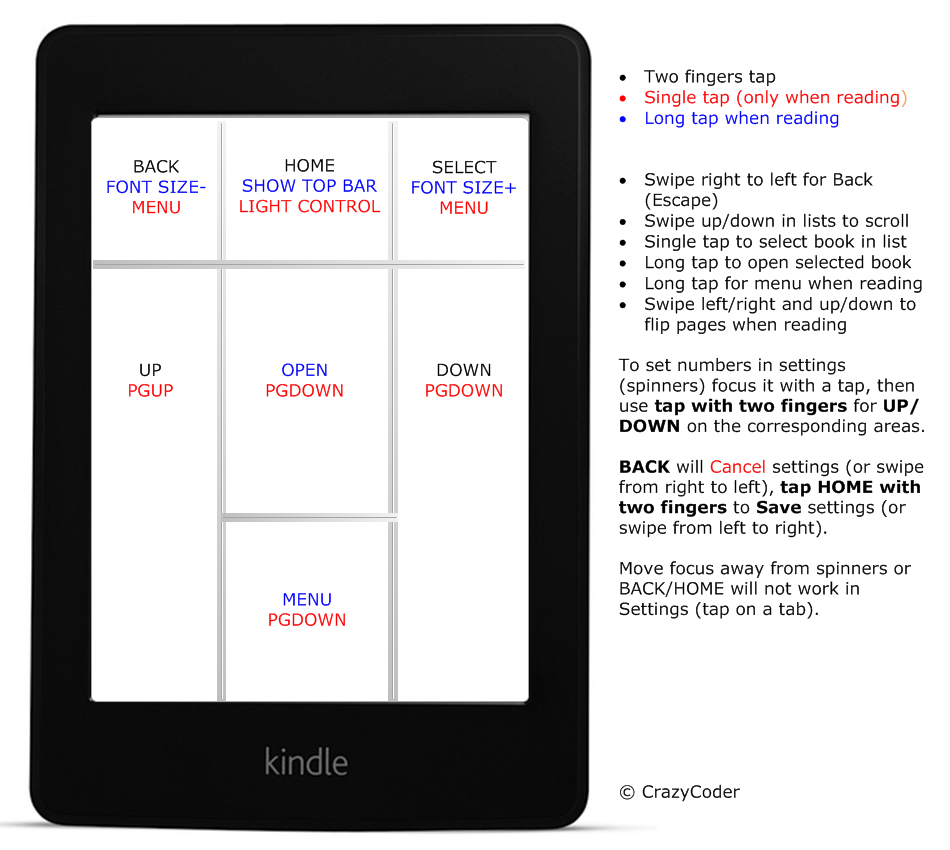 BACK
FONT SIZE-
MENU
HOME
SHOW TOP BAR
LIGHT CONTROL
SELECT
FONT SIZE+
MENU
UP
PGUP
OPEN
PGDOWN
DOWN
PGDOWN
MENU
PGDOWN
kindle
• Two fingers tap
• Single tap (only when reading)
• Long tap when reading
• Swipe right to left for Back
(Escape)
• Swipe up/down in lists to scroll
• Single tap to select book in list
• Long tap to open selected book
• Long tap for menu when reading
• Swipe left/right and up/down to
flip pages when reading
To set numbers in settings
(spinners) focus it with a tap, then
use tap with two fingers for UP/
DOWN on the corresponding areas.
BACK will Cancel settings (or swipe
from right to left), tap HOME with
two fingers to Save settings (or
swipe from left to right).
Move focus away from spinners or
BACK/HOME will not work in
Settings (tap on a tab).
© CrazyCoder